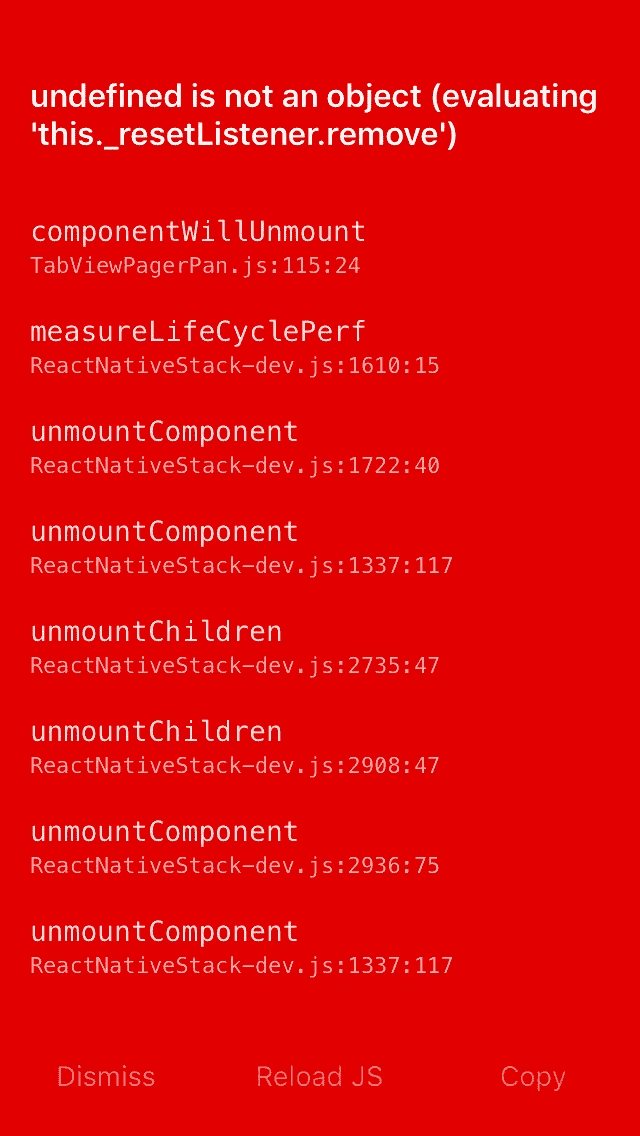 undefined is not an object (evaluating
'this._resetListener.remove')
componentWillUnmount
TabViewPagerPan.js:115:24
measureLifeCyclePerf
ReactNativeStack-dev.js:1610:15
unmountComponent
ReactNativeStack-dev.js:1722:40
unmountComponent
ReactNativeStack-dev.js:1337:117
unmountChildren
ReactNativeStack-dev.js:2735:47
unmountChildren
ReactNativeStack-dev.js:2908:47
unmountComponent
ReactNativeStack-dev.js:2936:75
unmountComponent
ReactNativeStack-dev.js:1337:117
Dismiss Reload JS Copy